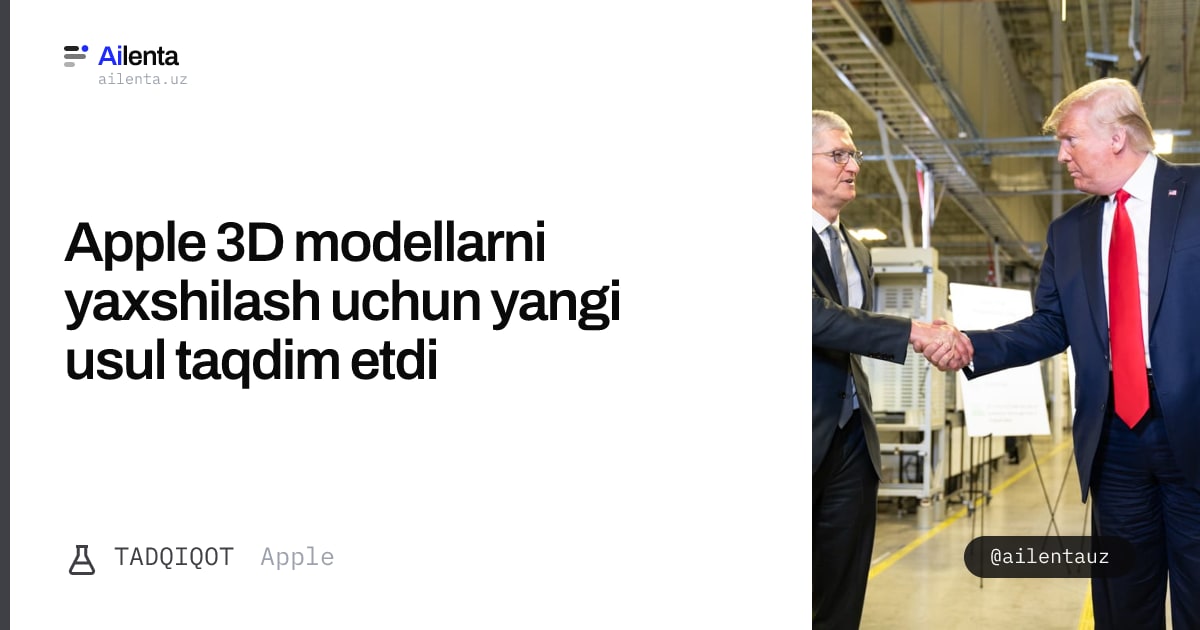 Ailenta
ailenta.uz
Apple 3D modellarni
yaxshilash uchun yangi
usul taqdim etdi
TADQIQOT Apple
@ailentauz